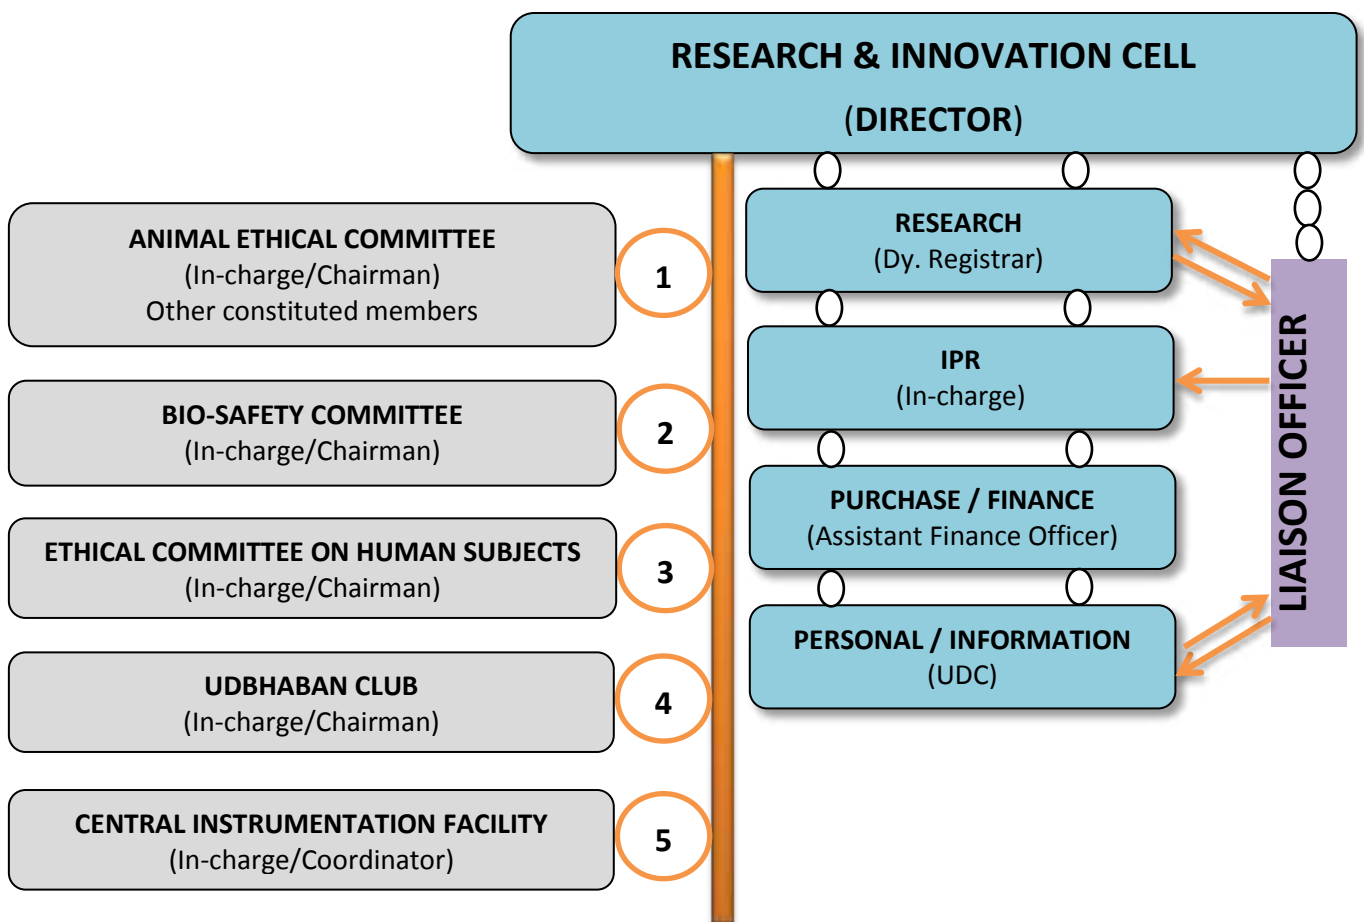 RESEARCH & INNOVATION CELL
(DIRECTOR)
ANIMAL ETHICAL COMMITTEE
(In-charge/Chairman)
Other constituted members
1
BIO-SAFETY COMMITTEE
(In-charge/Chairman)
2
ETHICAL COMMITTEE ON HUMAN SUBJECTS
(In-charge/Chairman)
3
UDBHABAN CLUB
(In-charge/Chairman)
4
CENTRAL INSTRUMENTATION FACILITY
(In-charge/Coordinator)
5
RESEARCH
(Dy. Registrar)
IPR
(In-charge)
PURCHASE / FINANCE
(Assistant Finance Officer)
PERSONAL / INFORMATION
(UDC)
LIAISON OFFICER